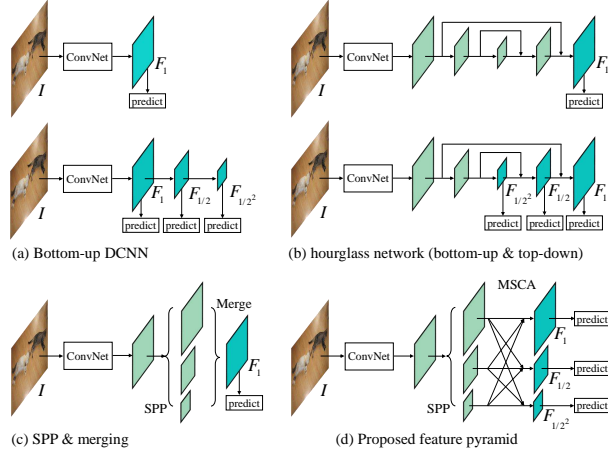 ConvNet
I
F1
predict
ConvNet
I
F1
F1/2
F1/2²
predict
predict
predict
(a) Bottom-up DCNN
ConvNet
I
F1
predict
ConvNet
I
F1/2²
F1/2
F1
predict
predict
predict
(b) hourglass network (bottom-up & top-down)
Merge
ConvNet
I
F1
SPP
predict
(c) SPP & merging
MSCA
predict
F1
ConvNet
I
predict
F1/2
SPP
predict
F1/2²
(d) Proposed feature pyramid